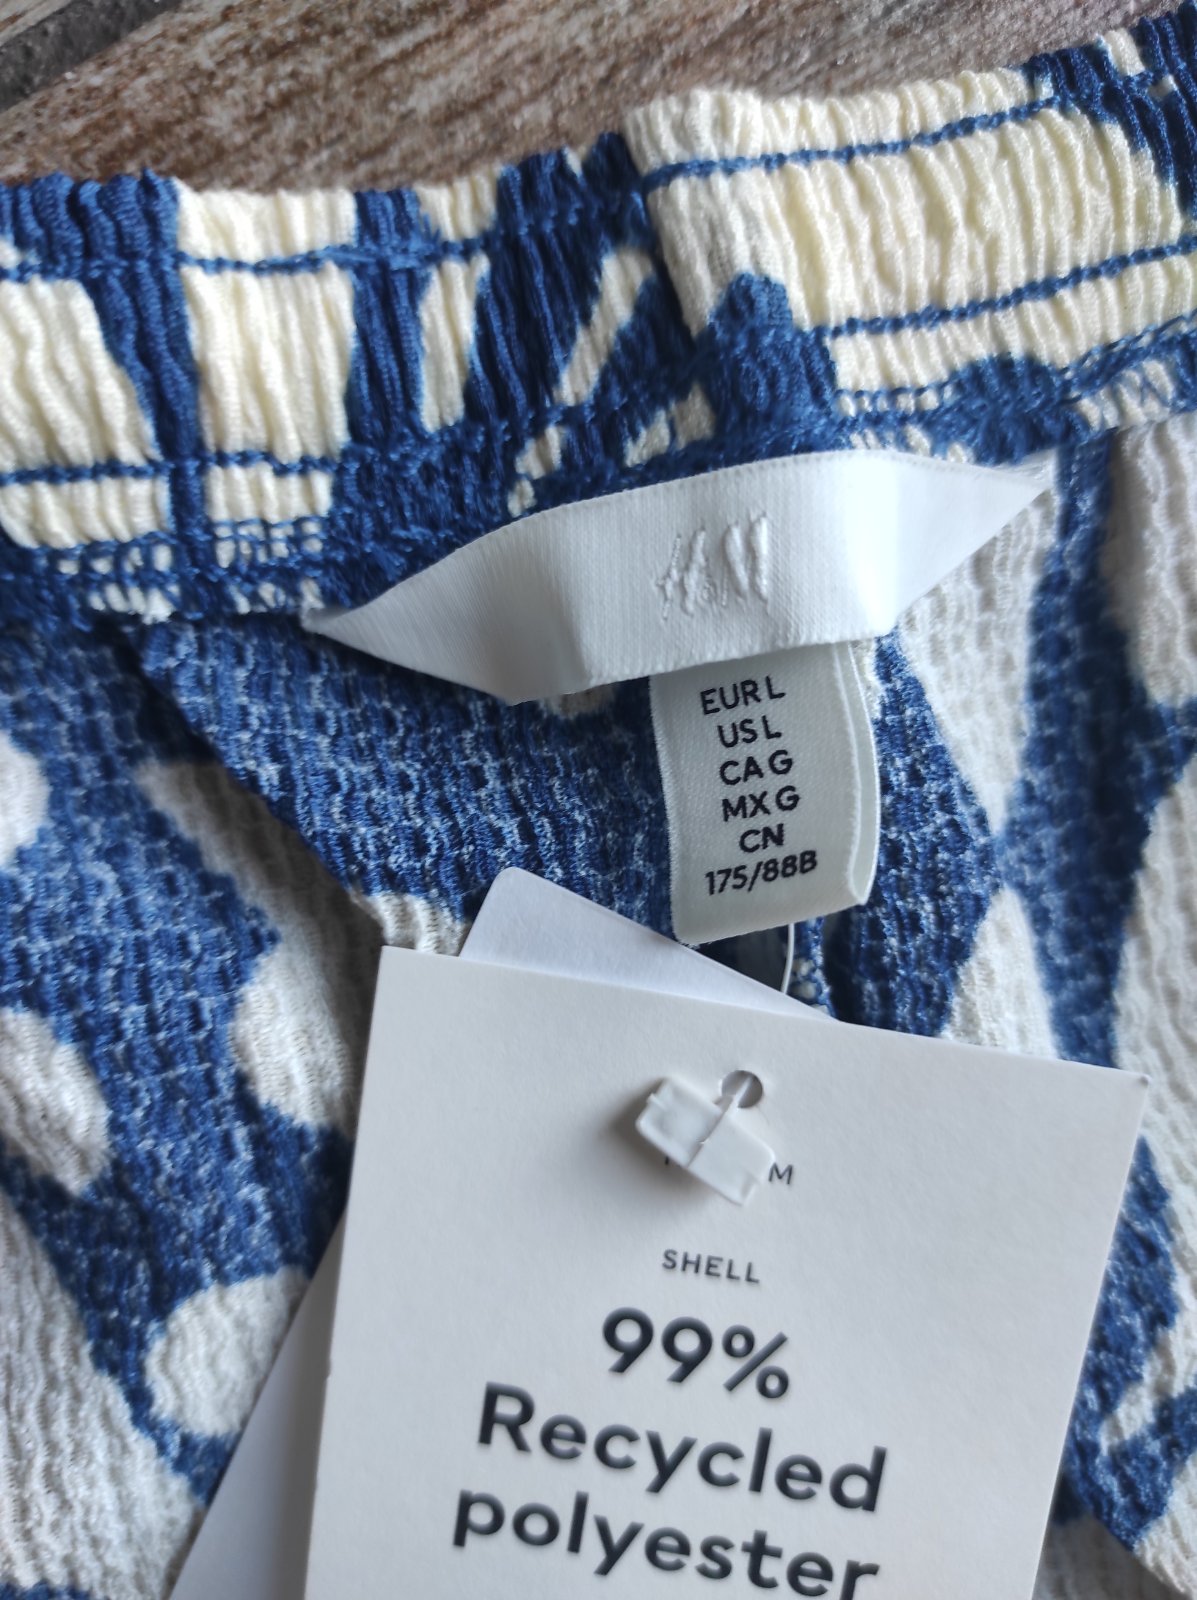 H&M
EUR L
US L
CA G
MX G
CN
175/88B
M
SHELL
99%
Recycled
polyester